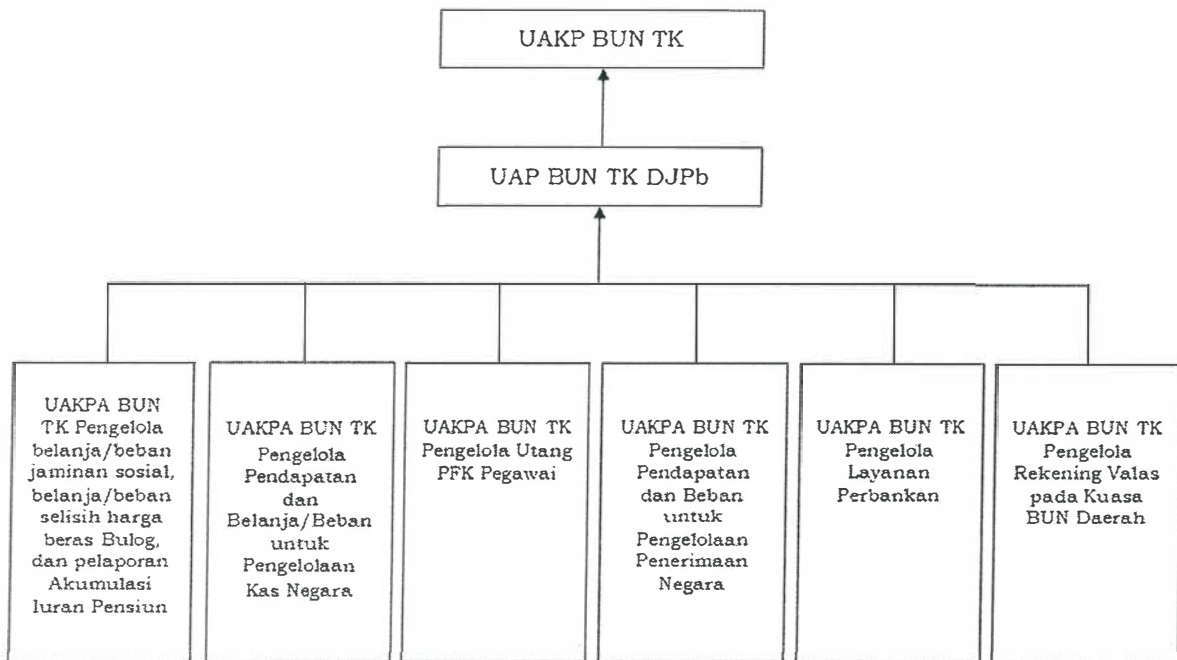 UAKP BUN TK
UAP BUN TK DJPb
UAKPA BUN
TK Pengelola
belanja/beban
jaminan sosial,
belanja/beban
selisih harga
beras Bulog,
dan pelaporan
Akumulasi
Iuran Pensiun
UAKPA BUN TK
Pengelola
Pendapatan
dan
Belanja/Beban
untuk
Pengelolaan
Kas Negara
UAKPA BUN TK
Pengelola Utang
PFK Pegawai
UAKPA BUN TK
Pengelola
Pendapatan
dan Beban
untuk
Pengelolaan
Penerimaan
Negara
UAKPA BUN TK
Pengelola
Layanan
Perbankan
UAKPA BUN TK
Pengelola
Rekening Valas
pada Kuasa
BUN Daerah